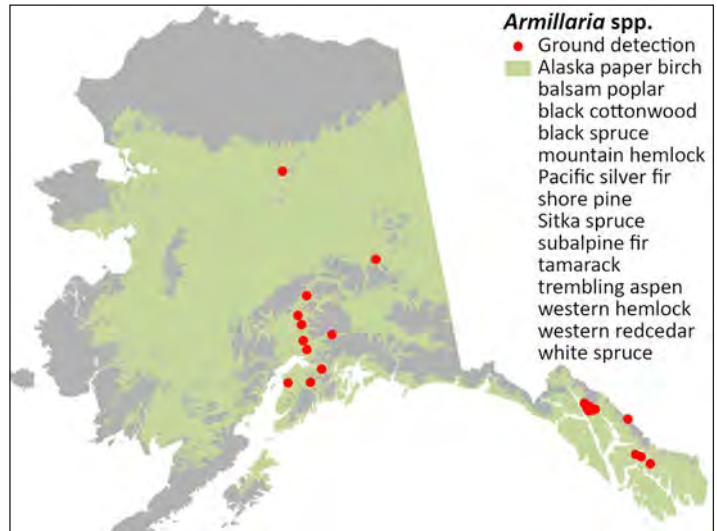 Armillaria spp.
Ground detection
Alaska paper birch
balsam poplar
black cottonwood
black spruce
mountain hemlock
Pacific silver fir
shore pine
Sitka spruce
subalpine fir
tamarack
trembling aspen
western hemlock
western redcedar
white spruce